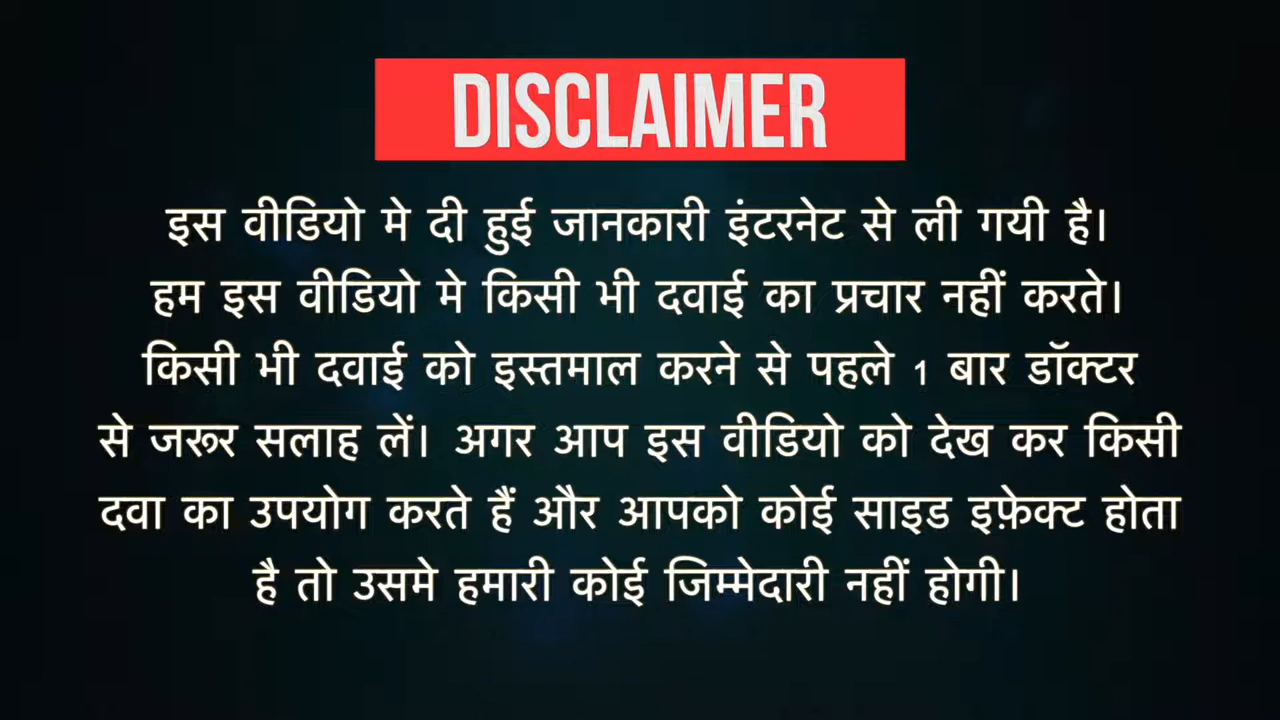 DISCLAIMER
इस वीडियो मे दी हुई जानकारी इंटरनेट से ली गयी है।
हम इस वीडियो मे किसी भी दवाई का प्रचार नहीं करते।
किसी भी दवाई को इस्तमाल करने से पहले 1 बार डॉक्टर
से जरूर सलाह लें। अगर आप इस वीडियो को देख कर किसी
दवा का उपयोग करते हैं और आपको कोई साइड इफ़ेक्ट होता
है तो उसमे हमारी कोई जिम्मेदारी नहीं होगी।